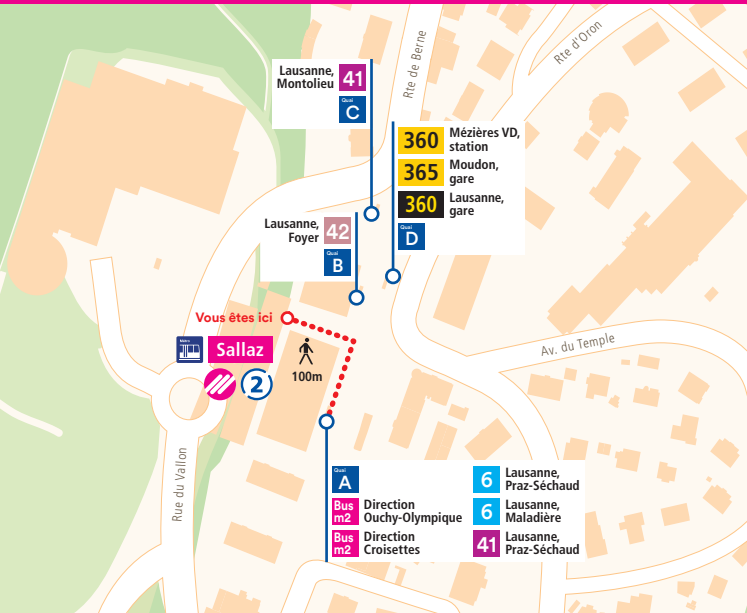 Rte de Berne
Rte d'Oron
Lausanne,
Montolieu
41
Quai
C
360
Mézières VD,
station
365
Moudon,
gare
360
Lausanne,
gare
Quai
D
Lausanne,
Foyer
42
Quai
B
Vous êtes ici
Métro
Sallaz
2
100m
Av. du Temple
Rue du Vallon
Quai
A
Bus
m2
Direction
Ouchy-Olympique
Bus
m2
Direction
Croisettes
6
Lausanne,
Praz-Séchaud
6
Lausanne,
Maladière
41
Lausanne,
Praz-Séchaud